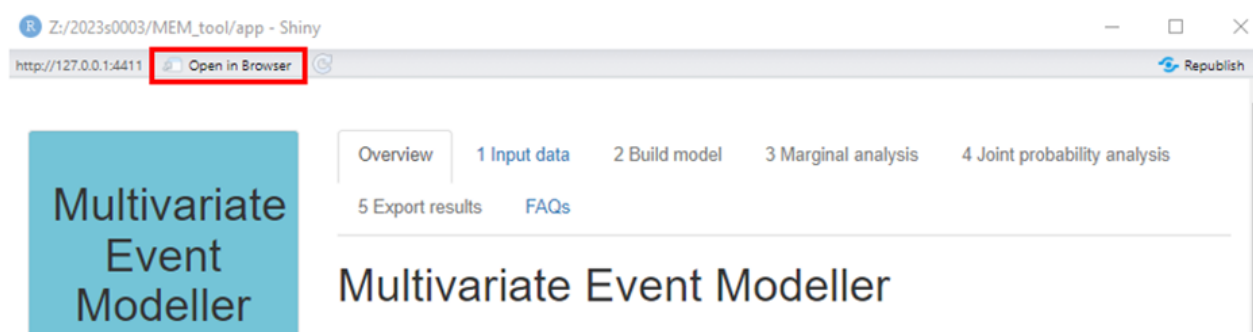 Z:/2023s0003/MEM_tool/app - Shiny
http://127.0.0.1:4411 Open in Browser Republish
Overview 1 Input data 2 Build model 3 Marginal analysis 4 Joint probability analysis
5 Export results FAQs
Multivariate
Event
Modeller
Multivariate Event Modeller